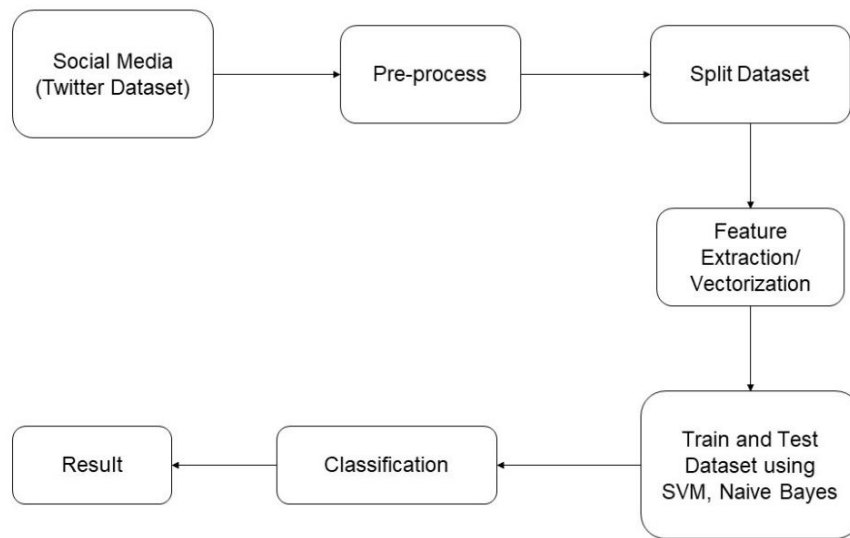 Social Media
(Twitter Dataset)
Pre-process
Split Dataset
Feature
Extraction/
Vectorization
Train and Test
Dataset using
SVM, Naive Bayes
Classification
Result